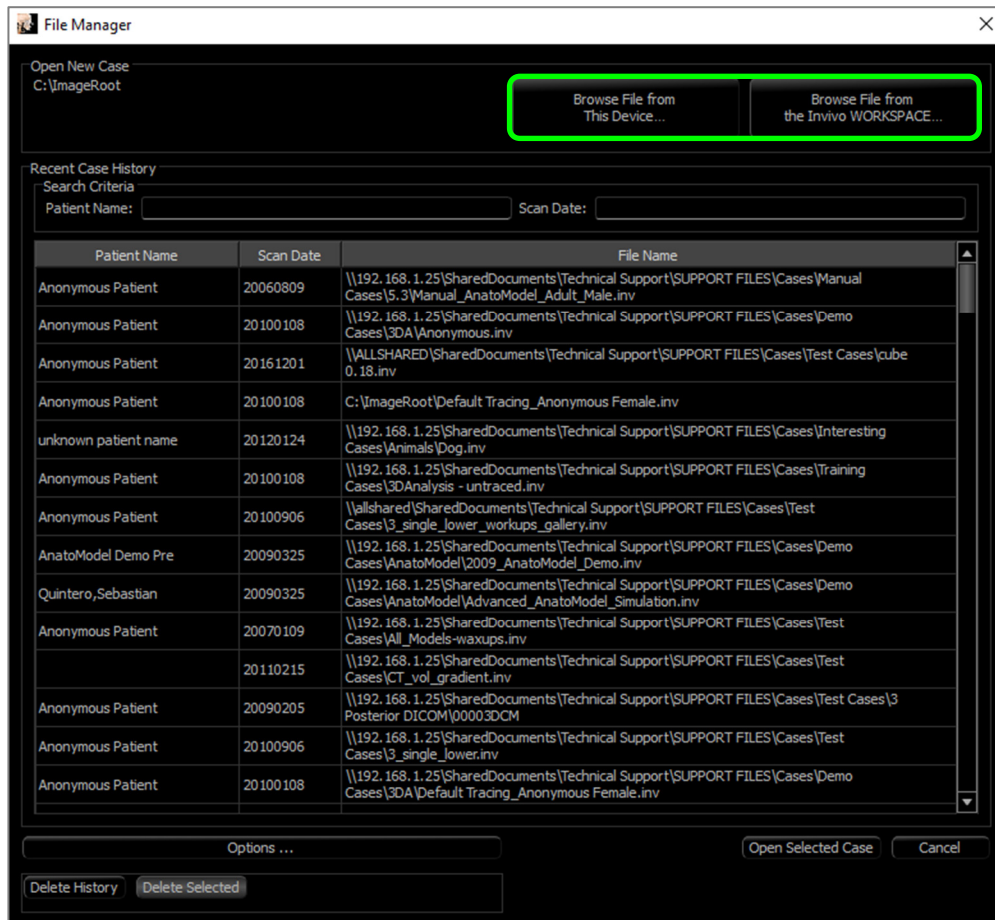 File Manager
Open New Case
C:\ImageRoot
Browse File from
This Device...
Browse File from
the Invivo WORKSPACE...
Recent Case History
Search Criteria
Patient Name:
Scan Date:
Patient Name Scan Date File Name
Anonymous Patient 20060809 \\192.168.1.25\SharedDocuments\Technical Support\SUPPORT FILES\Cases\Manual
Cases\5.3\Manual_AnatoModel_Adult_Male.inv
Anonymous Patient 20100108 \\192.168.1.25\SharedDocuments\Technical Support\SUPPORT FILES\Cases\Demo
Cases\3DA\Anonymous.inv
Anonymous Patient 20161201 \\ALLSHARED\SharedDocuments\Technical Support\SUPPORT FILES\Cases\Test Cases\cube
0.18.inv
Anonymous Patient 20100108 C:\ImageRoot\Default Tracing_Anonymous Female.inv
unknown patient name 20120124 \\192.168.1.25\SharedDocuments\Technical Support\SUPPORT FILES\Cases\Interesting
Cases\Animals\Dog.inv
Anonymous Patient 20100108 \\192.168.1.25\SharedDocuments\Technical Support\SUPPORT FILES\Cases\Training
Cases\3DAnalysis - untraced.inv
Anonymous Patient 20100906 \\allshared\SharedDocuments\Technical Support\SUPPORT FILES\Cases\Test
Cases\3_single_lower_workups_gallery.inv
AnatoModel Demo Pre 20090325 \\192.168.1.25\SharedDocuments\Technical Support\SUPPORT FILES\Cases\Demo
Cases\AnatoModel\2009_AnatoModel_Demo.inv
Quintero,Sebastian 20090325 \\192.168.1.25\SharedDocuments\Technical Support\SUPPORT FILES\Cases\Demo
Cases\AnatoModel\Advanced_AnatoModel_Simulation.inv
Anonymous Patient 20070109 \\192.168.1.25\SharedDocuments\Technical Support\SUPPORT FILES\Cases\Test
Cases\All_Models-waxups.inv
20110215 \\192.168.1.25\SharedDocuments\Technical Support\SUPPORT FILES\Cases\Test
Cases\CT_vol_gradient.inv
Anonymous Patient 20090205 \\192.168.1.25\SharedDocuments\Technical Support\SUPPORT FILES\Cases\Test Cases\3
Posterior DICOM\00003DCM
Anonymous Patient 20100906 \\192.168.1.25\SharedDocuments\Technical Support\SUPPORT FILES\Cases\Test
Cases\3_single_lower.inv
Anonymous Patient 20100108 \\192.168.1.25\SharedDocuments\Technical Support\SUPPORT FILES\Cases\Demo
Cases\3DA\Default Tracing_Anonymous Female.inv
Options ...
Open Selected Case
Cancel
Delete History
Delete Selected